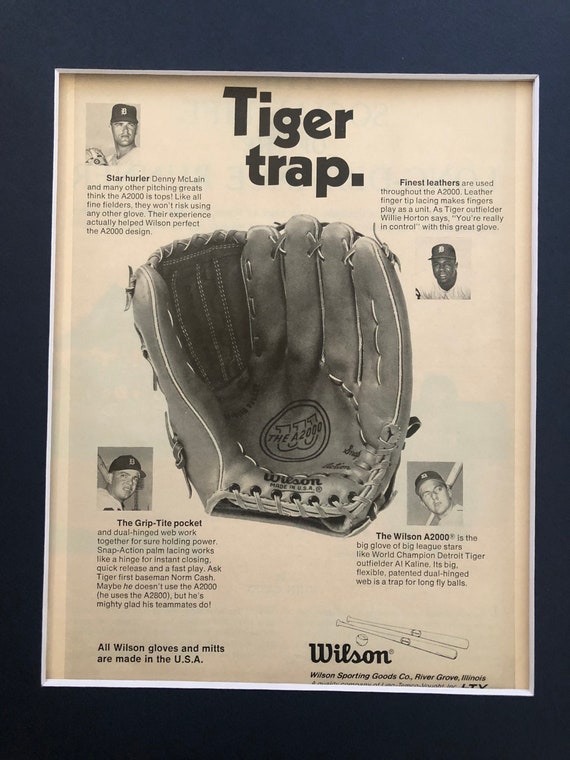 Tiger
trap.
Star hurler Denny McLain
and many other pitching greats
think the A2000 is tops! Like all
fine fielders, they won't risk using
any other glove. Their experience
actually helped Wilson perfect
the A2000 design.
Finest leathers are used
throughout the A2000. Leather
finger tip lacing makes fingers
play as a unit. As Tiger outfielder
Willie Horton says, "You're really
in control" with this great glove.
THE A2000
Wilson
MADE IN U.S.A. ®
The Grip-Tite pocket
and dual-hinged web work
together for sure holding power.
Snap-Action palm lacing works
like a hinge for instant closing,
quick release and a fast play. Ask
Tiger first baseman Norm Cash.
Maybe he doesn't use the A2000
(he uses the A2800), but he's
mighty glad his teammates do!
The Wilson A2000® is the
big glove of big league stars
like World Champion Detroit Tiger
outfielder Al Kaline. Its big,
flexible, patented dual-hinged
web is a trap for long fly balls.
All Wilson gloves and mitts
are made in the U.S.A.
Wilson®
Wilson Sporting Goods Co., River Grove, Illinois
A quality company of Ling-Temco-Vought, Inc. LTV